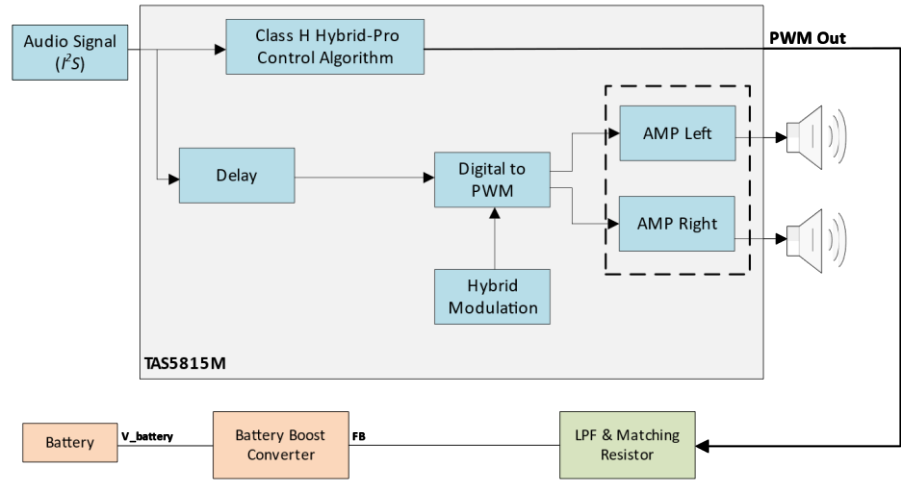 Audio Signal
(I²S)
Class H Hybrid-Pro
Control Algorithm
PWM Out
AMP Left
Delay
Digital to
PWM
AMP Right
Hybrid
Modulation
TAS5815M
Battery
V_battery
Battery Boost
Converter
FB
LPF & Matching
Resistor